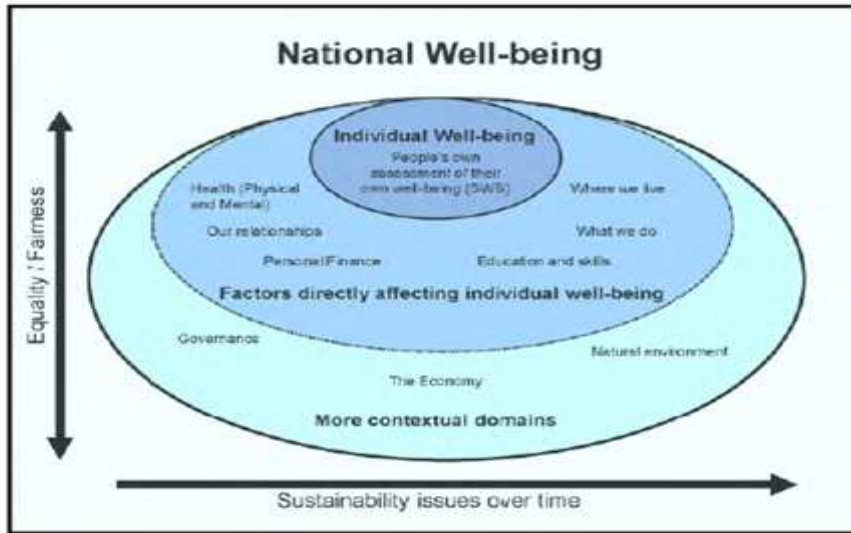 National Well-being
Individual Well-being
People's own
assessment of their
own well-being (SWB)
Health (Physical
and Mental)
Where we live
Our relationships
What we do
Personal Finance
Education and skills
Factors directly affecting individual well-being
Governance
Natural environment
The Economy
More contextual domains
Equality / Fairness
Sustainability issues over time